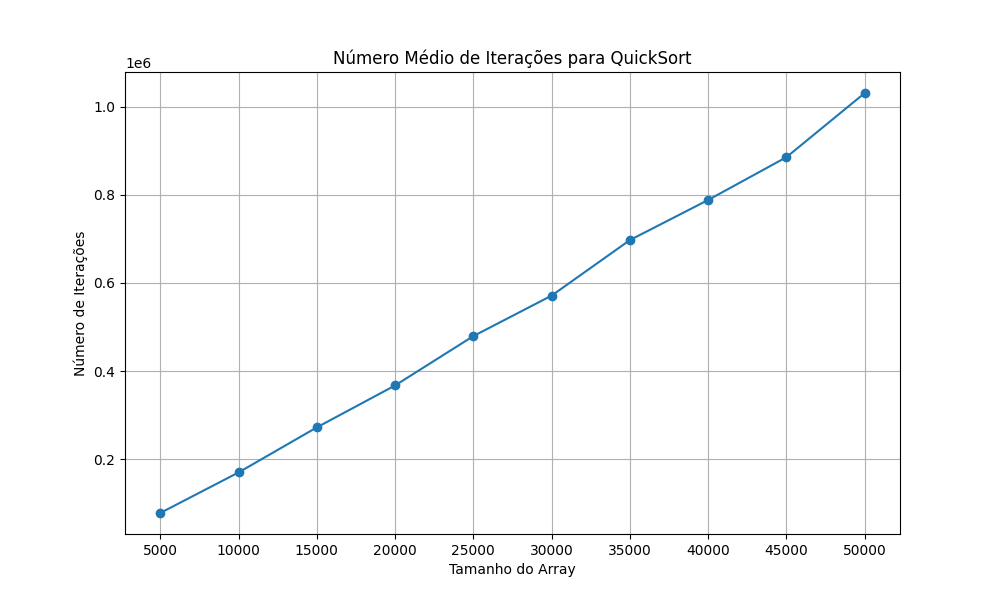 Número Médio de Iterações para QuickSort
1e6
1.0
0.8
0.6
0.4
0.2
Número de Iterações
5000 10000 15000 20000 25000 30000 35000 40000 45000 50000
Tamanho do Array